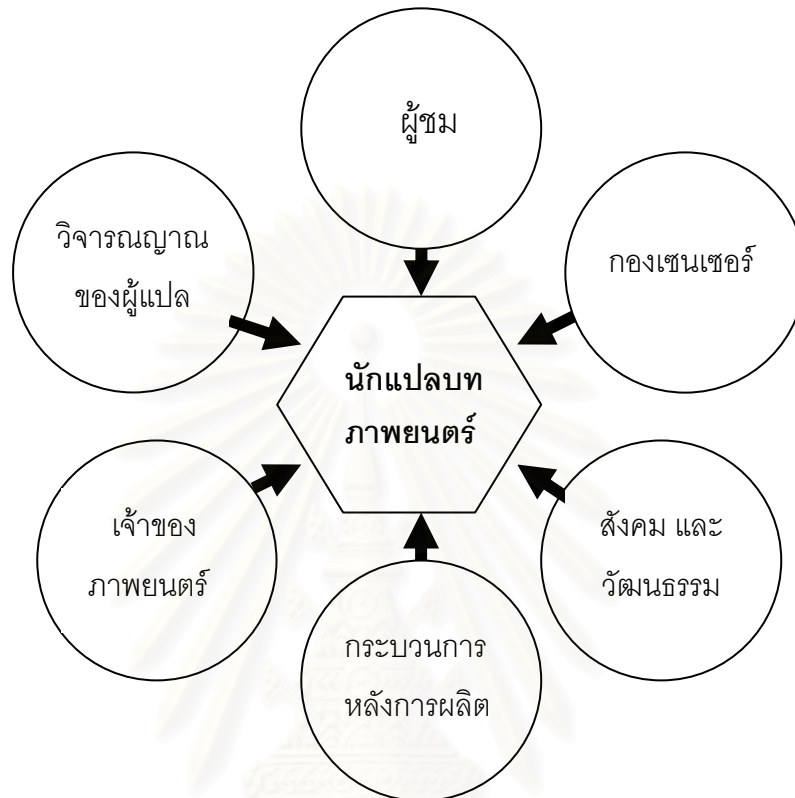 ผู้ชม
วิจารณญาณ
ของผู้แปล
กองเซนเซอร์
นักแปลบท
ภาพยนตร์
เจ้าของ
ภาพยนตร์
สังคม และ
วัฒนธรรม
กระบวนการ
หลังการผลิต